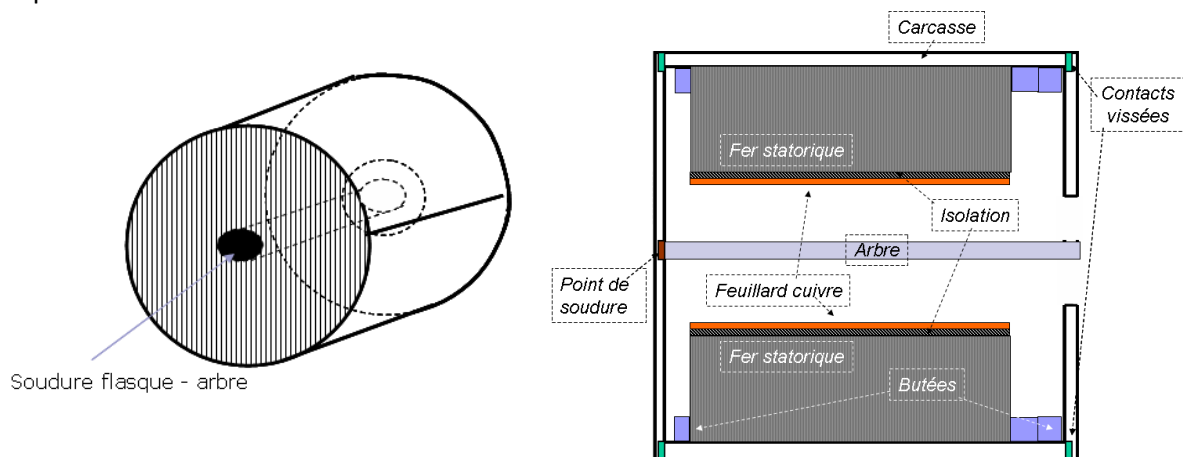 Carcasse
Contacts
vissées
Fer statorique
Isolation
Arbre
Point de
soudure
Feuillard cuivre
Fer statorique
Butées
Soudure flasque - arbre